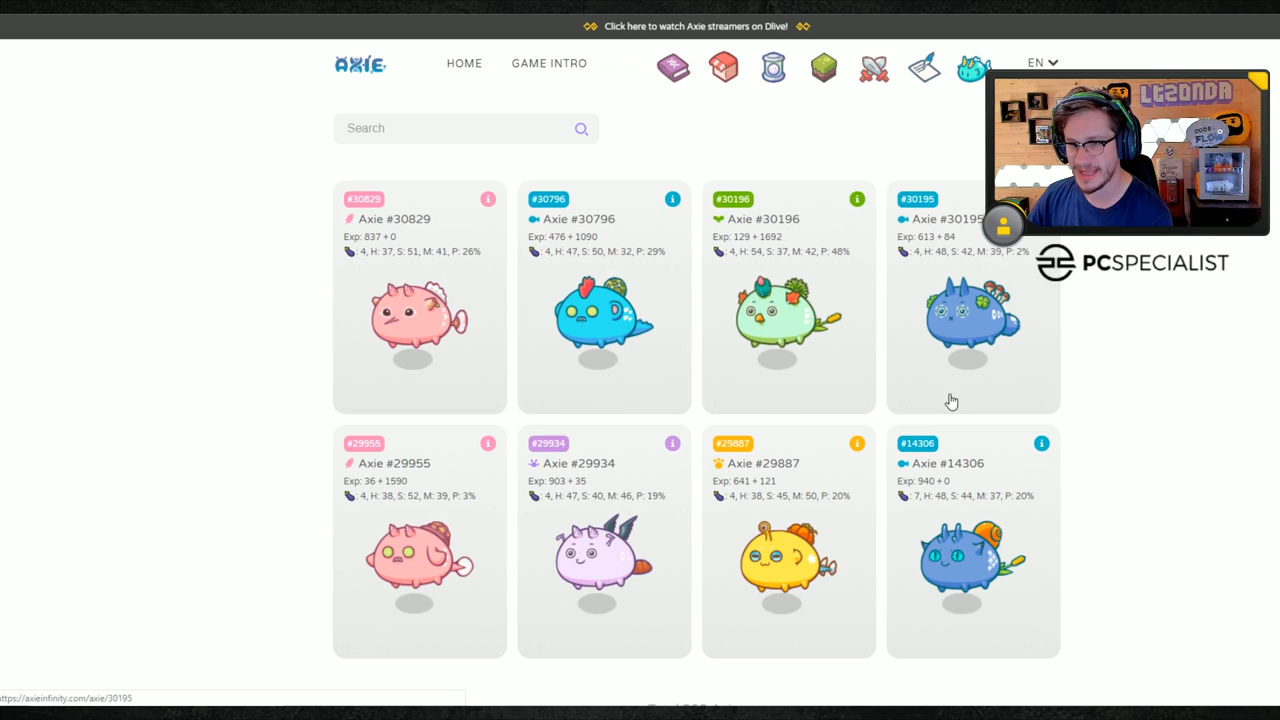 Click here to watch Axie streamers on Dlive!
AXIE
HOME
GAME INTRO
EN
LTZONDA
CODE:
FLOW
Search
PCSPECIALIST
#30829
Axie #30829
Exp: 837 + 0
: 4, H: 37, S: 51, M: 41, P: 26%
#30796
Axie #30796
Exp: 476 + 1090
: 4, H: 47, S: 50, M: 32, P: 29%
#30196
Axie #30196
Exp: 129 + 1692
: 4, H: 54, S: 37, M: 42, P: 48%
#30195
Axie #30195
Exp: 613 + 84
: 4, H: 48, S: 42, M: 39, P: 2%
#29955
Axie #29955
Exp: 36 + 1590
: 4, H: 38, S: 52, M: 39, P: 3%
#29934
Axie #29934
Exp: 903 + 35
: 4, H: 47, S: 40, M: 46, P: 19%
#29887
Axie #29887
Exp: 641 + 121
: 4, H: 38, S: 45, M: 50, P: 20%
#14306
Axie #14306
Exp: 940 + 0
: 7, H: 48, S: 44, M: 37, P: 20%
https://axieinfinity.com/axie/30195